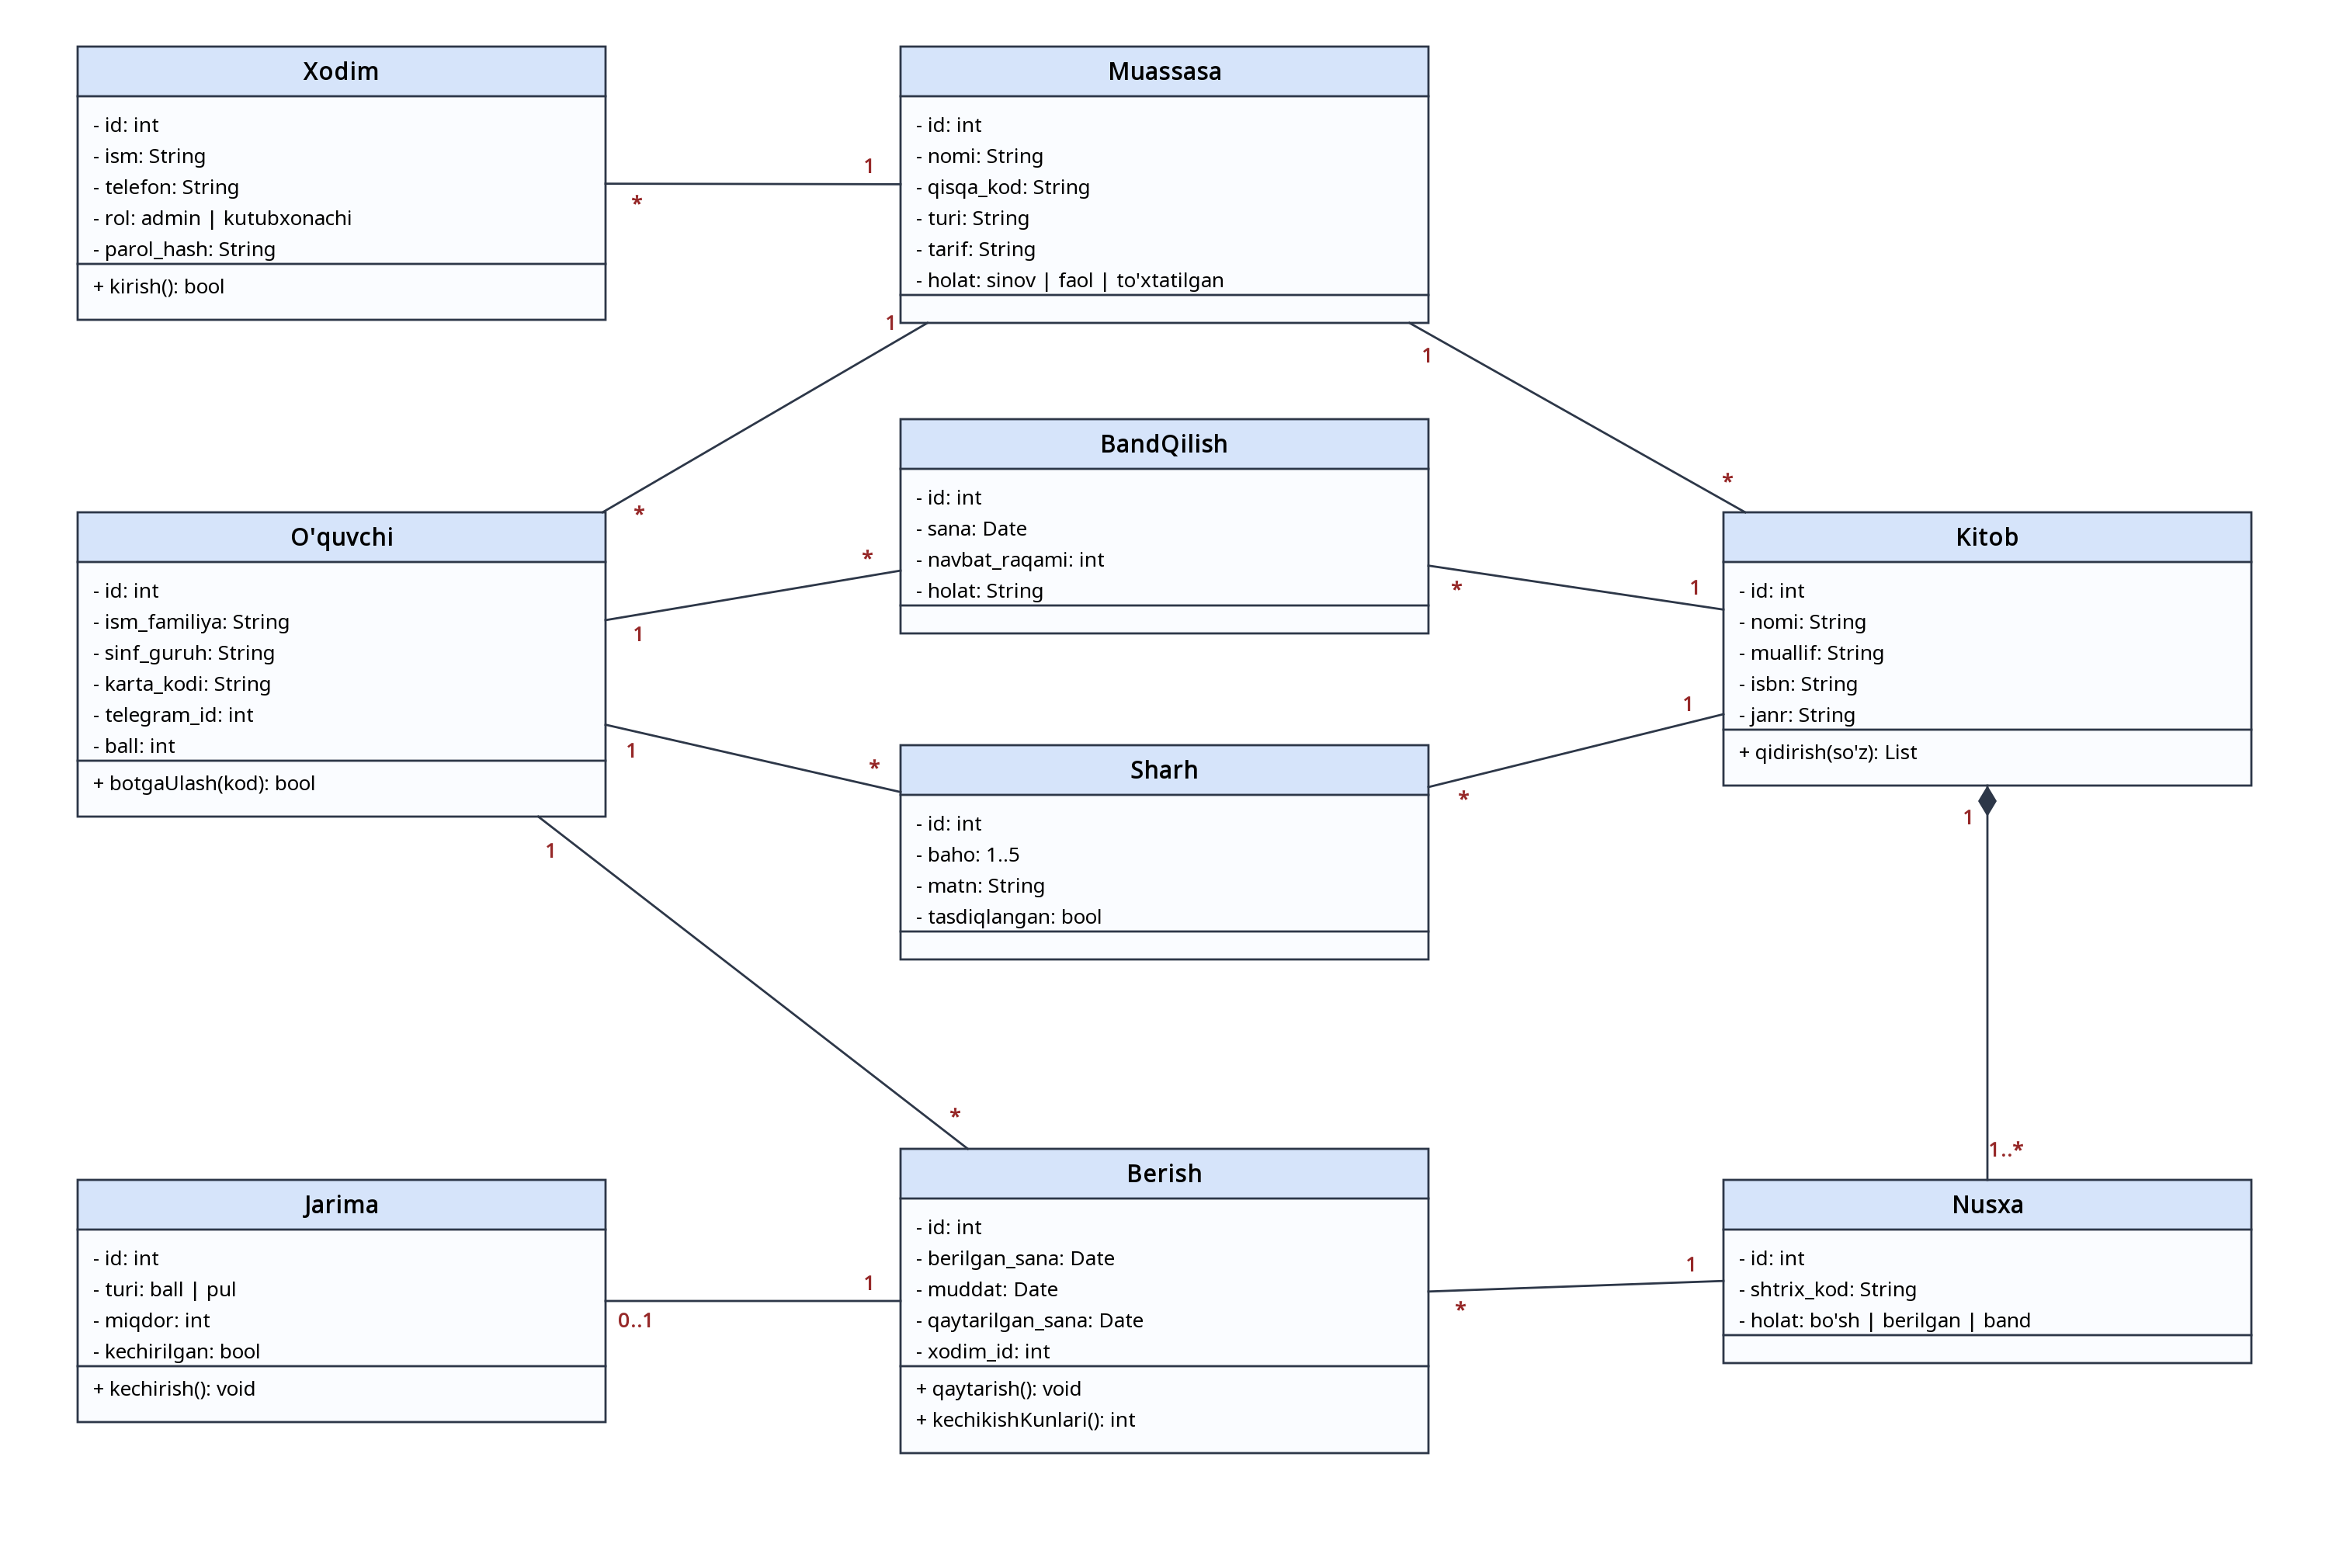 Xodim
- id: int
- ism: String
- telefon: String
- rol: admin | kutubxonachi
- parol_hash: String
+ kirish(): bool
*
1
Muassasa
- id: int
- nomi: String
- qisqa_kod: String
- turi: String
- tarif: String
- holat: sinov | faol | to'xtatilgan
1
*
1
*
BandQilish
- id: int
- sana: Date
- navbat_raqami: int
- holat: String
O'quvchi
- id: int
- ism_familiya: String
- sinf_guruh: String
- karta_kodi: String
- telegram_id: int
- ball: int
+ botgaUlash(kod): bool
1
*
*
1
Kitob
- id: int
- nomi: String
- muallif: String
- isbn: String
- janr: String
+ qidirish(so'z): List
1
*
*
1
Sharh
- id: int
- baho: 1..5
- matn: String
- tasdiqlangan: bool
1
*
1
1..*
Jarima
- id: int
- turi: ball | pul
- miqdor: int
- kechirilgan: bool
+ kechirish(): void
0..1
1
Berish
- id: int
- berilgan_sana: Date
- muddat: Date
- qaytarilgan_sana: Date
- xodim_id: int
+ qaytarish(): void
+ kechikishKunlari(): int
*
1
Nusxa
- id: int
- shtrix_kod: String
- holat: bo'sh | berilgan | band